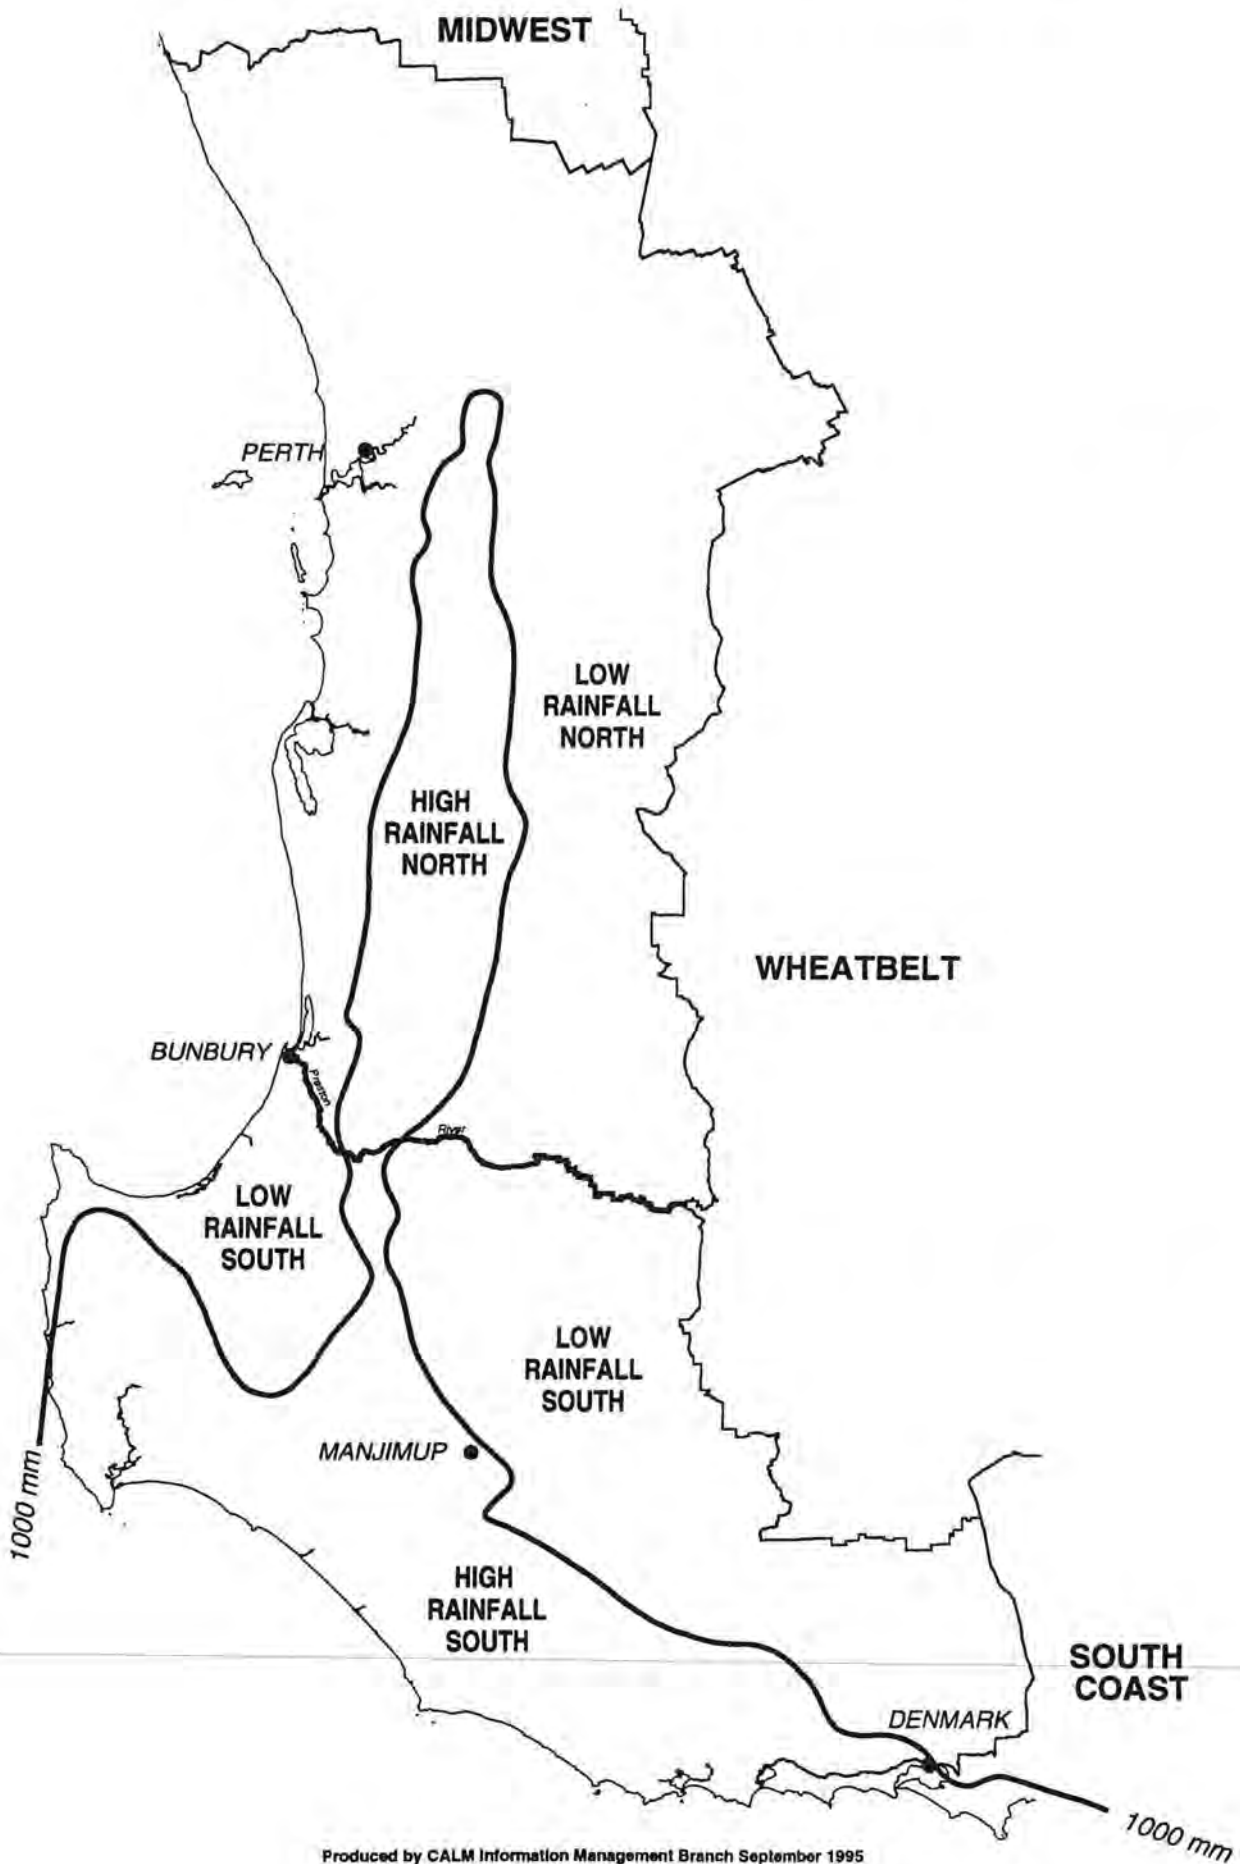 MIDWEST
PERTH
LOW
RAINFALL
NORTH
HIGH
RAINFALL
NORTH
WHEATBELT
BUNBURY
Preston
River
LOW
RAINFALL
SOUTH
LOW
RAINFALL
SOUTH
MANJIMUP
1000 mm
HIGH
RAINFALL
SOUTH
SOUTH
COAST
DENMARK
1000 mm
Produced by CALM Information Management Branch September 1995